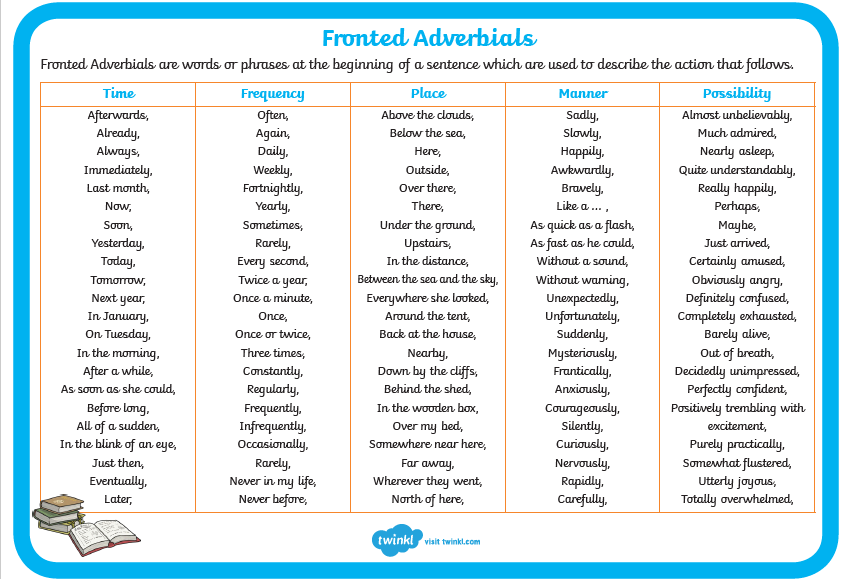 Fronted Adverbials
Fronted Adverbials are words or phrases at the beginning of a sentence which are used to describe the action that follows.
Time Frequency Place Manner Possibility
Afterwards, Often, Above the clouds, Sadly, Almost unbelievably,
Already, Again, Below the sea, Slowly, Much admired,
Always, Daily, Here, Happily, Nearly asleep,
Immediately, Weekly, Outside, Awkwardly, Quite understandably,
Last month, Fortnightly, Over there, Bravely, Really happily,
Now, Yearly, There, Like a ... , Perhaps,
Soon, Sometimes, Under the ground, As quick as a flash, Maybe,
Yesterday, Rarely, Upstairs, As fast as he could, Just arrived,
Today, Every second, In the distance, Without a sound, Certainly amused,
Tomorrow, Twice a year, Between the sea and the sky, Without warning, Obviously angry,
Next year, Once a minute, Everywhere she looked, Unexpectedly, Definitely confused,
In January, Once, Around the tent, Unfortunately, Completely exhausted,
On Tuesday, Once or twice, Back at the house, Suddenly, Barely alive,
In the morning, Three times, Nearby, Mysteriously, Out of breath,
After a while, Constantly, Down by the cliffs, Frantically, Decidedly unimpressed,
As soon as she could, Regularly, Behind the shed, Anxiously, Perfectly confident,
Before long, Frequently, In the wooden box, Courageously, Positively trembling with
All of a sudden, Infrequently, Over my bed, Silently, excitement,
In the blink of an eye, Occasionally, Somewhere near here, Curiously, Purely practically,
Just then, Rarely, Far away, Nervously, Somewhat flustered,
Eventually, Never in my life, Wherever they went, Rapidly, Utterly joyous,
Later, Never before, North of here, Carefully, Totally overwhelmed,
twinkl visit twinkl.com